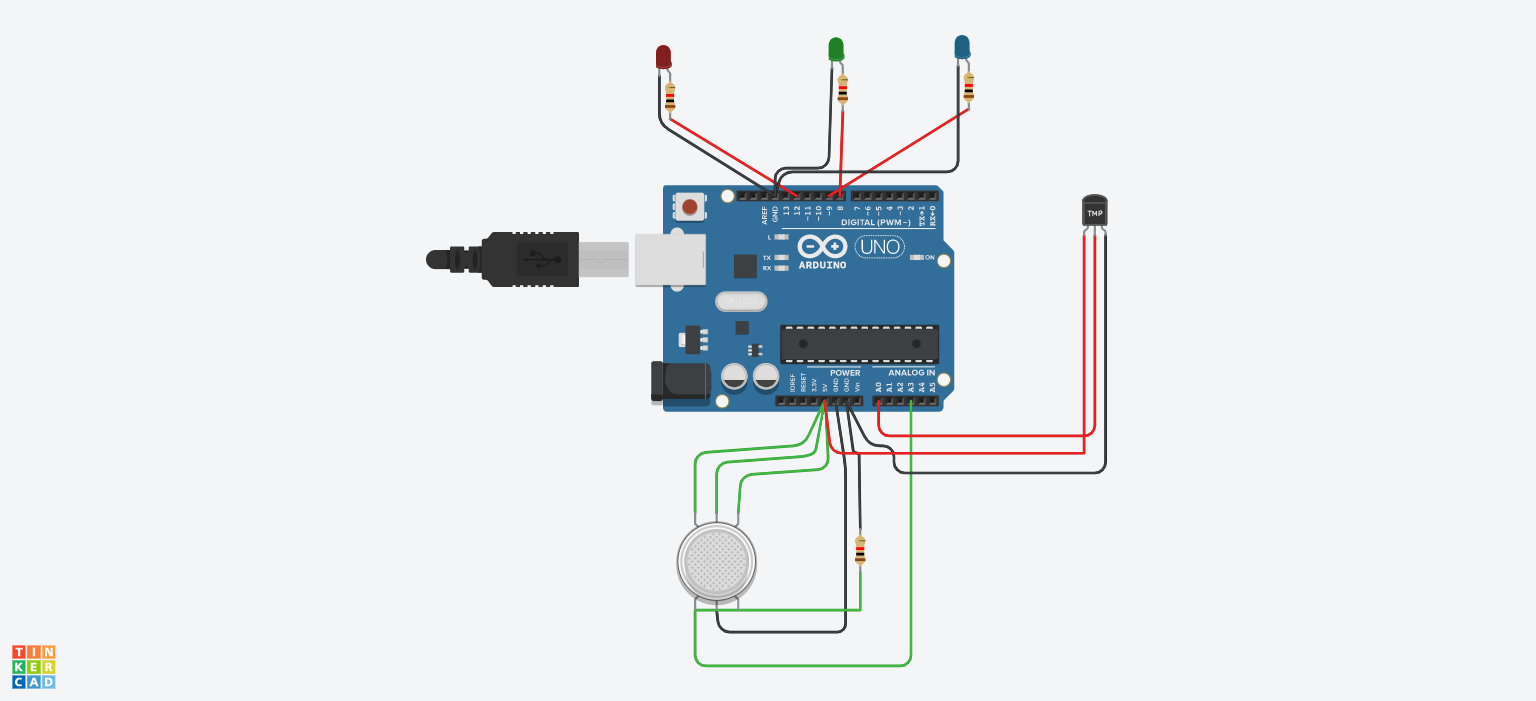 TMP
AREF
GND
13
12
~11
~10
~9
8
7
~6
~5
4
~3
2
TX→1
RX←0
DIGITAL (PWM~)
L
TX
RX
ARDUINO
UNO
ON
POWER
ANALOG IN
IOREF
RESET
3.3V
5V
GND
GND
Vin
A0
A1
A2
A3
A4
A5
TIN
KER
CAD